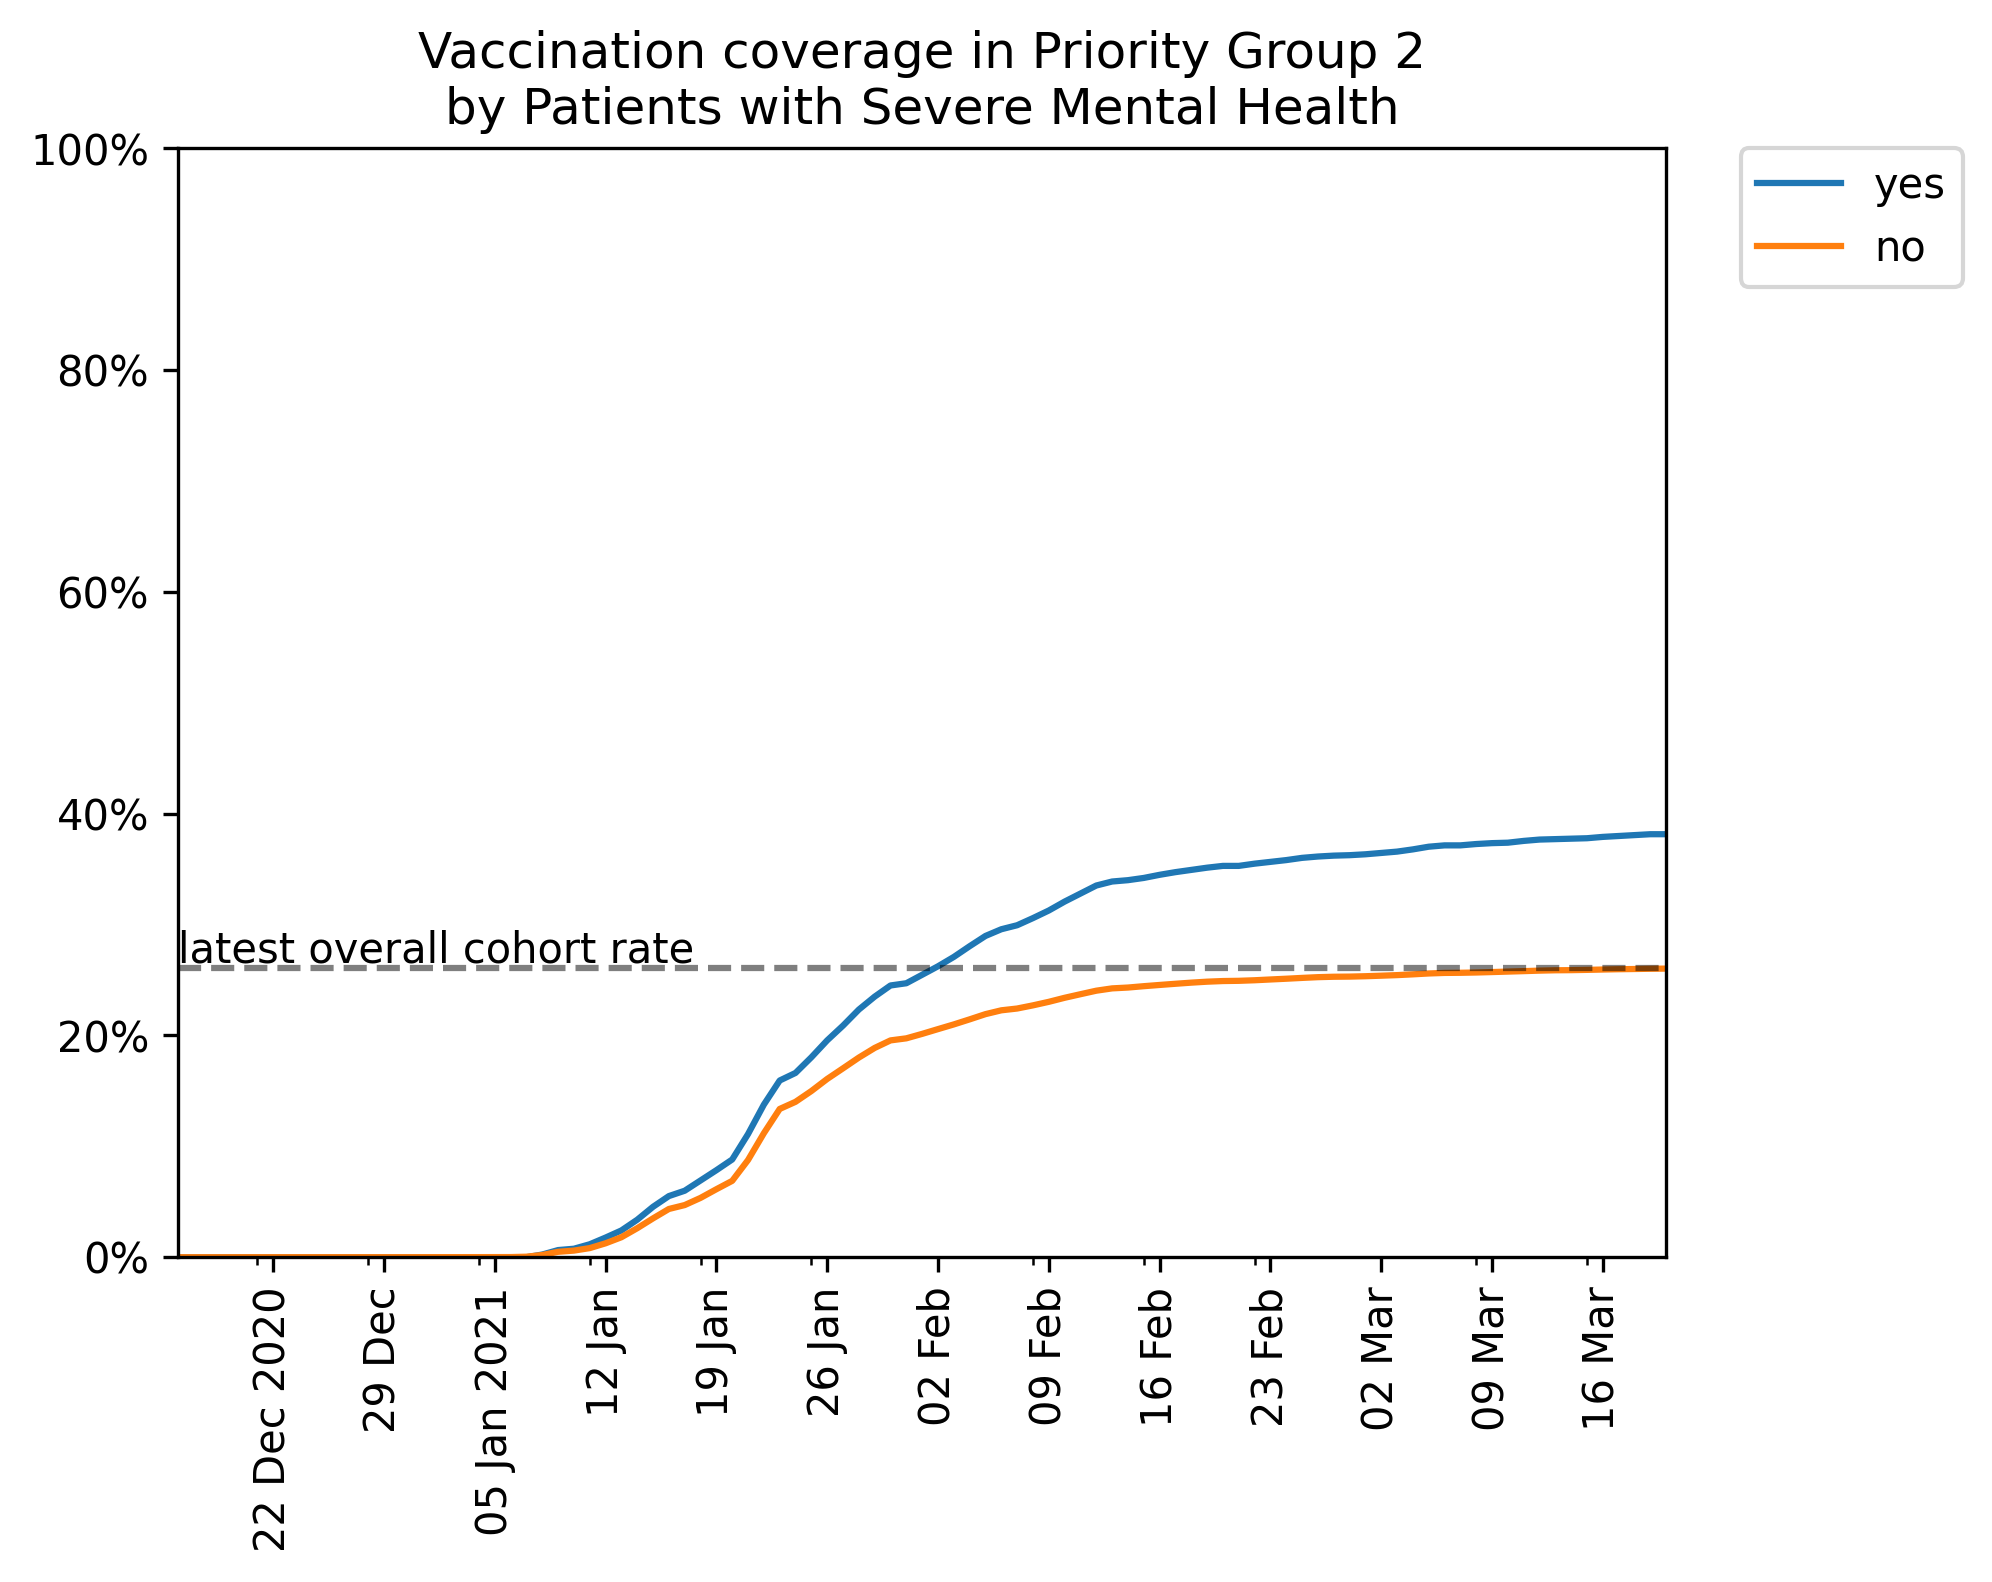 Vaccination coverage in Priority Group 2
by Patients with Severe Mental Health
100%
80%
60%
40%
20%
0%
latest overall cohort rate
22 Dec 2020
29 Dec
05 Jan 2021
12 Jan
19 Jan
26 Jan
02 Feb
09 Feb
16 Feb
23 Feb
02 Mar
09 Mar
16 Mar
yes
no